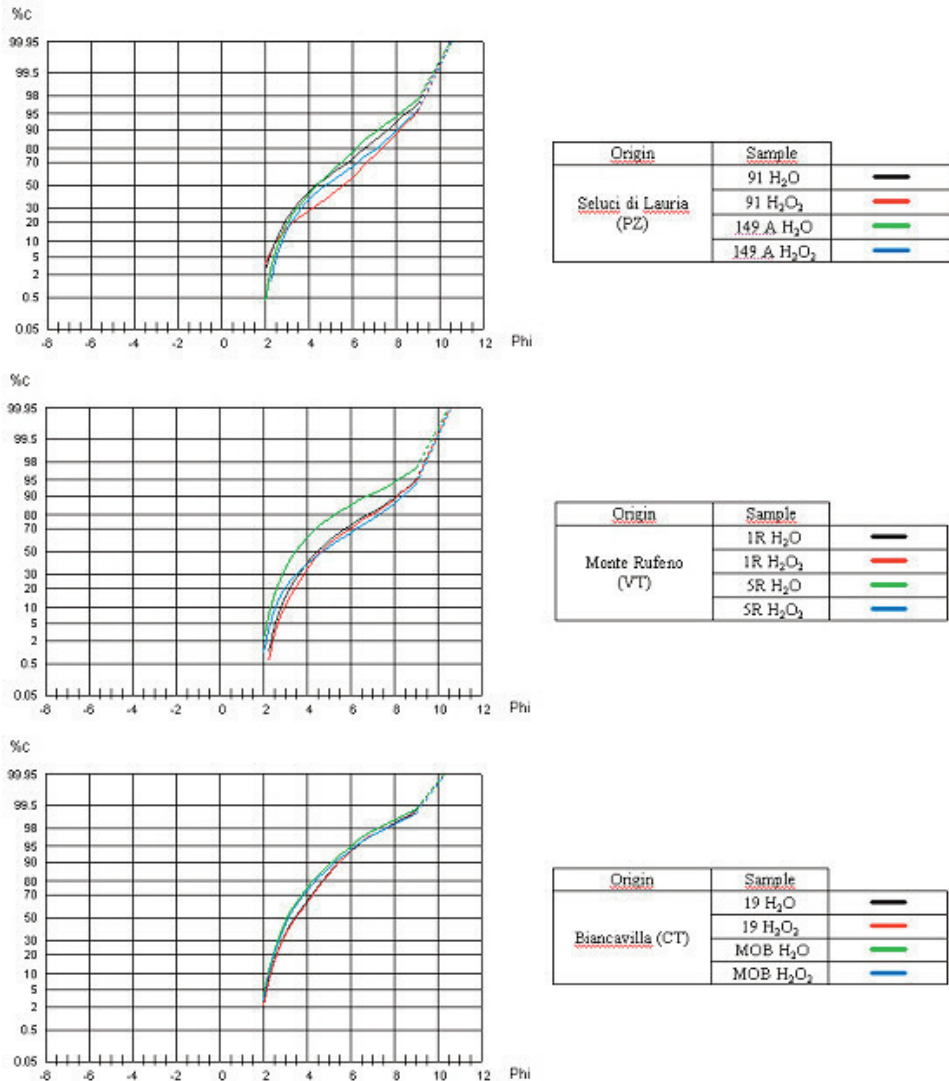 %c
99.95
99.5
98
95
90
80
70
50
30
20
10
5
2
0.5
0.05
-8 -6 -4 -2 0 2 4 6 8 10 12 Phi
Origin Sample
Seluci di Lauria (PZ)
91 H₂O
91 H₂O₂
149 A H₂O
149 A H₂O₂
%c
99.95
99.5
98
95
90
80
70
50
30
20
10
5
2
0.5
0.05
-8 -6 -4 -2 0 2 4 6 8 10 12 Phi
Origin Sample
Monte Rufeno (VT)
1R H₂O
1R H₂O₂
5R H₂O
5R H₂O₂
%c
99.95
99.5
98
95
90
80
70
50
30
20
10
5
2
0.5
0.05
-8 -6 -4 -2 0 2 4 6 8 10 12 Phi
Origin Sample
Biancavilla (CT)
19 H₂O
19 H₂O₂
MOB H₂O
MOB H₂O₂